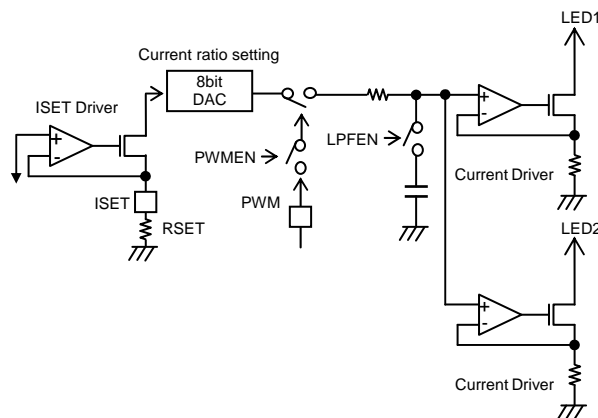 LED1
Current ratio setting
8bit
DAC
ISET Driver
+
-
+
-
PWMEN
LPFEN
ISET
RSET
PWM
Current Driver
LED2
+
-
Current Driver